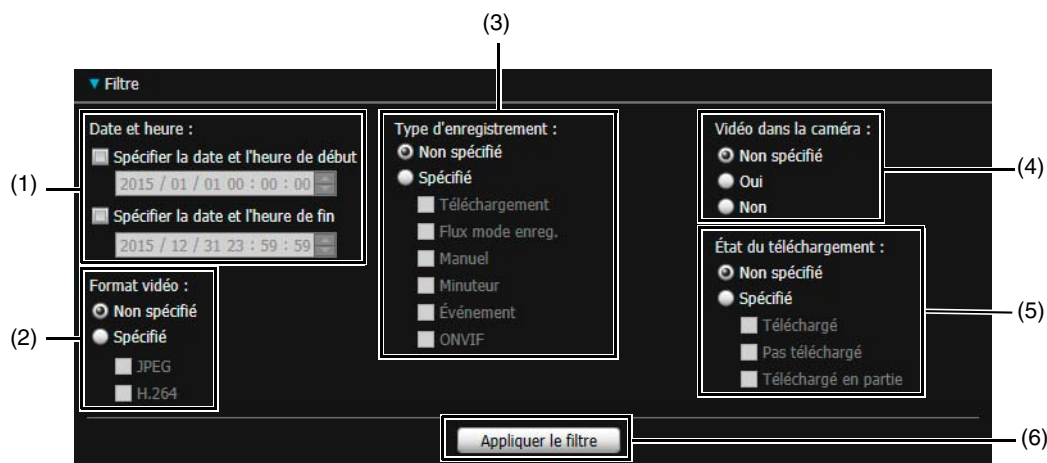 (3)
Filtre
(1)
Date et heure :
Spécifier la date et l'heure de début
2015 / 01 / 01 00 : 00 : 00
Spécifier la date et l'heure de fin
2015 / 12 / 31 23 : 59 : 59
(2)
Format vidéo :
Non spécifié
Spécifié
JPEG
H.264
Type d'enregistrement :
Non spécifié
Spécifié
Téléchargement
Flux mode enreg.
Manuel
Minuteur
Événement
ONVIF
Vidéo dans la caméra :
Non spécifié
Oui
Non
(4)
État du téléchargement :
Non spécifié
Spécifié
Téléchargé
Pas téléchargé
Téléchargé en partie
(5)
Appliquer le filtre
(6)